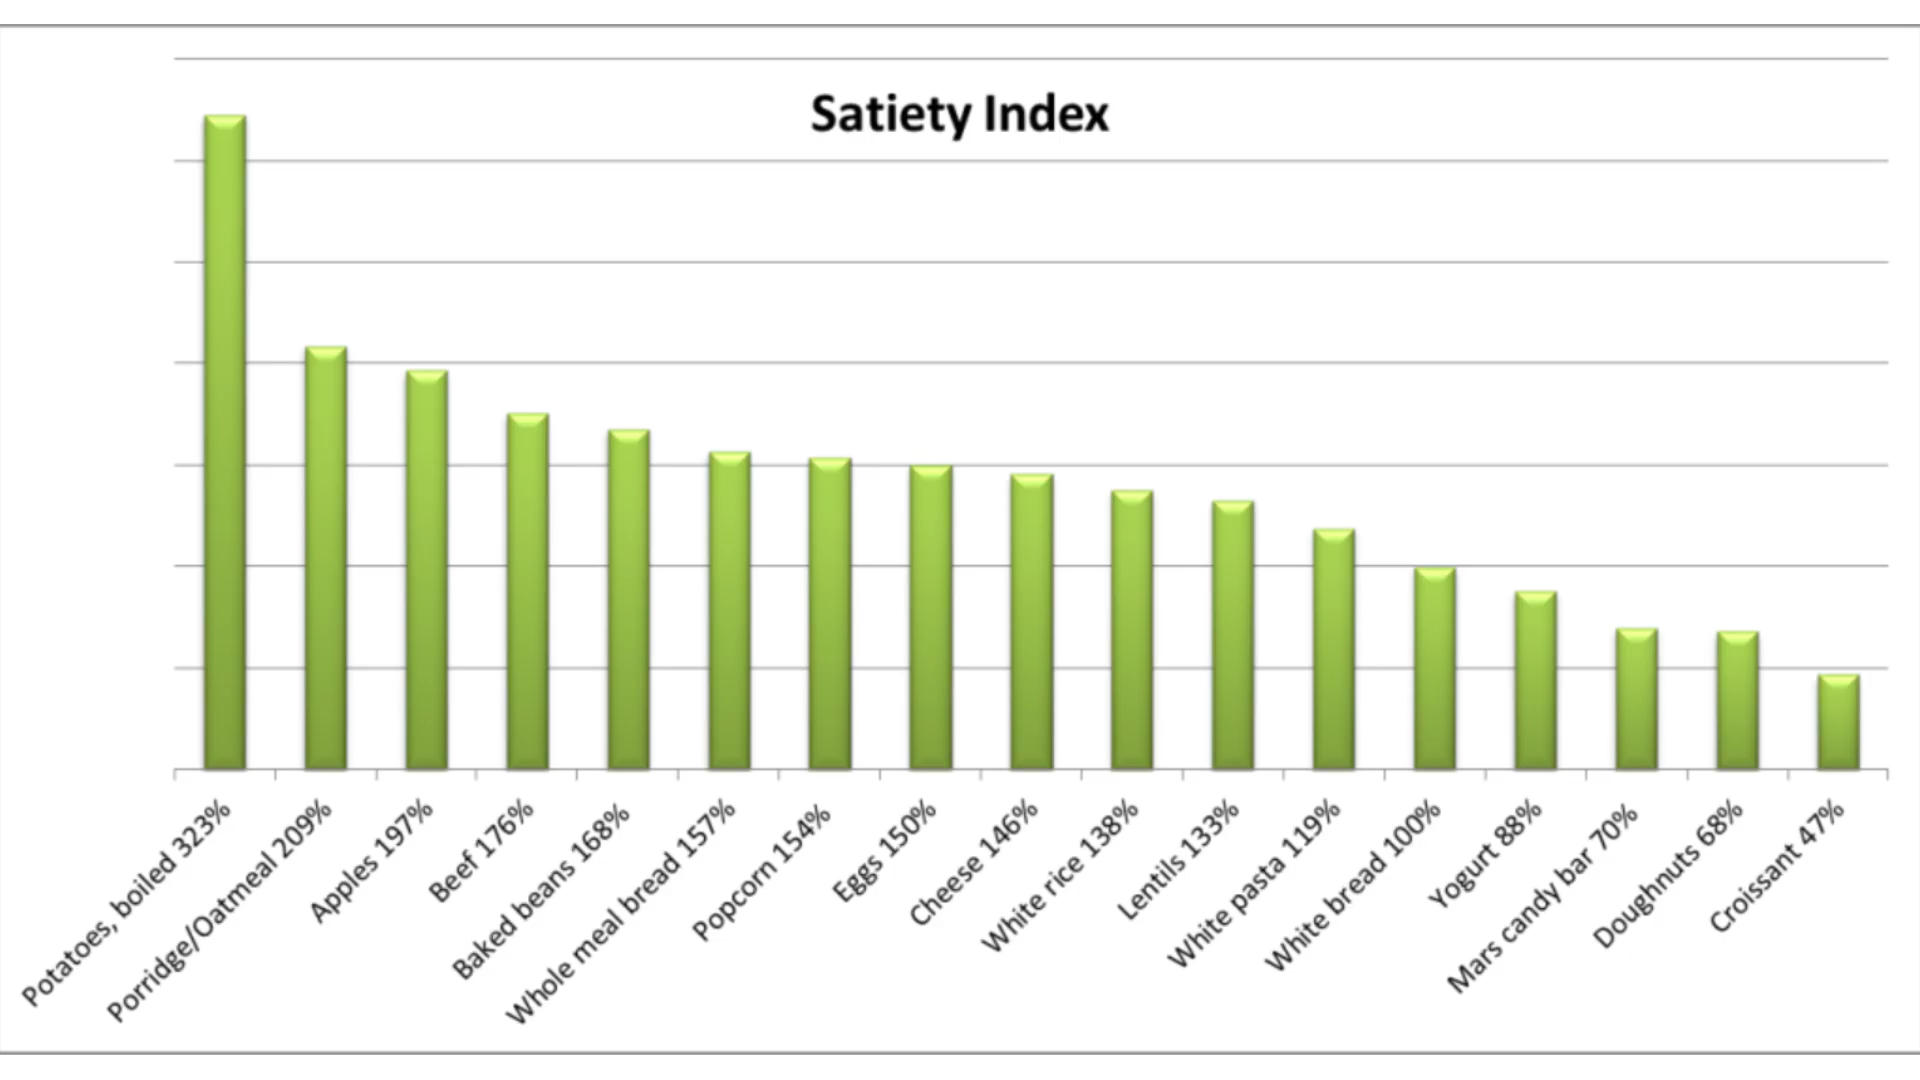 Satiety Index
Potatoes, boiled 323%
Porridge/Oatmeal 209%
Apples 197%
Beef 176%
Baked beans 168%
Whole meal bread 157%
Popcorn 154%
Eggs 150%
Cheese 146%
White rice 138%
Lentils 133%
White pasta 119%
White bread 100%
Yogurt 88%
Mars candy bar 70%
Doughnuts 68%
Croissant 47%